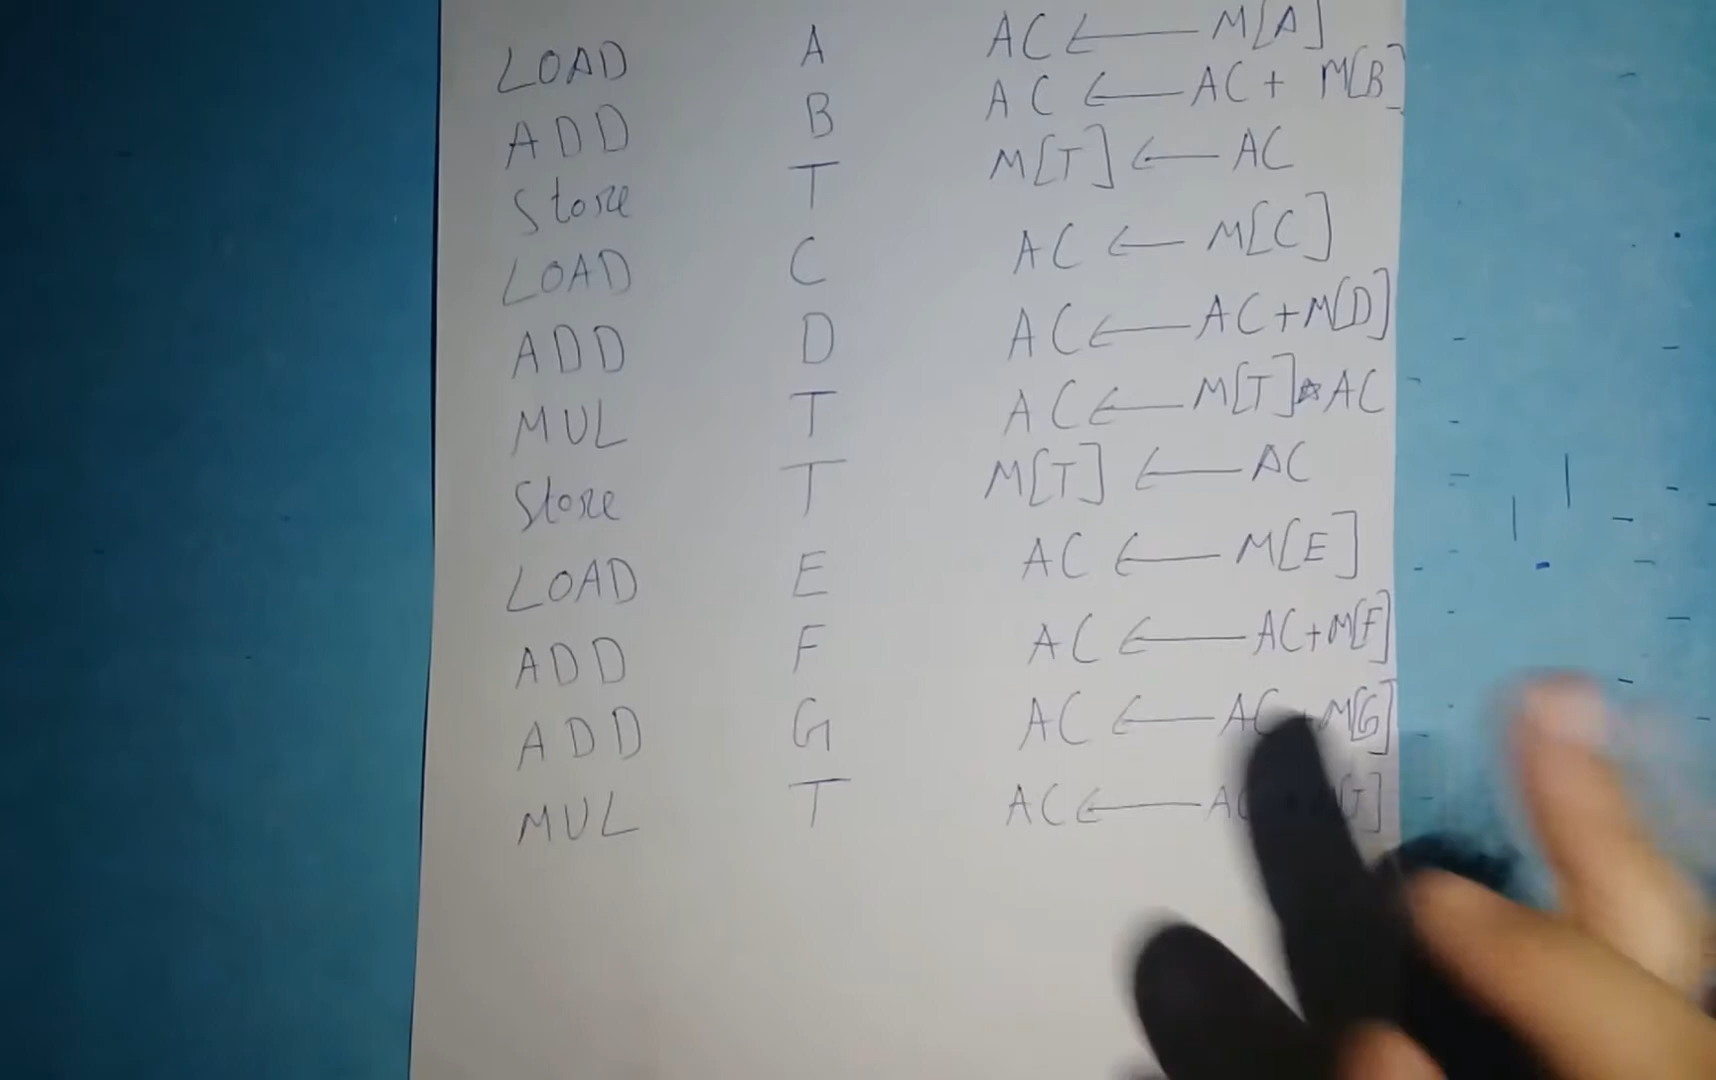 LOAD A AC ← M[A]
ADD B AC ← AC + M[B]
Store T M[T] ← AC
LOAD C AC ← M[C]
ADD D AC ← AC+M[D]
MUL T AC ← M[T]*AC
Store T M[T] ← AC
LOAD E AC ← M[E]
ADD F AC ← AC+M[F]
ADD G AC ← AC+M[G]
MUL T AC ←